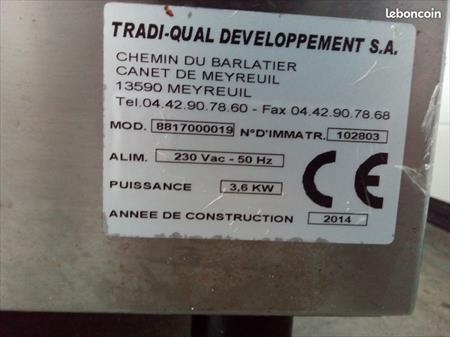 leboncoin
TRADI-QUAL DEVELOPPEMENT S.A.
CHEMIN DU BARLATIER
CANET DE MEYREUIL
13590 MEYREUIL
Tel.04.42.90.78.60 - Fax 04.42.90.78.68
MOD. 8817000019 N°D'IMMATR. 102803
ALIM. 230 Vac - 50 Hz
PUISSANCE 3,6 KW
CE
ANNEE DE CONSTRUCTION 2014